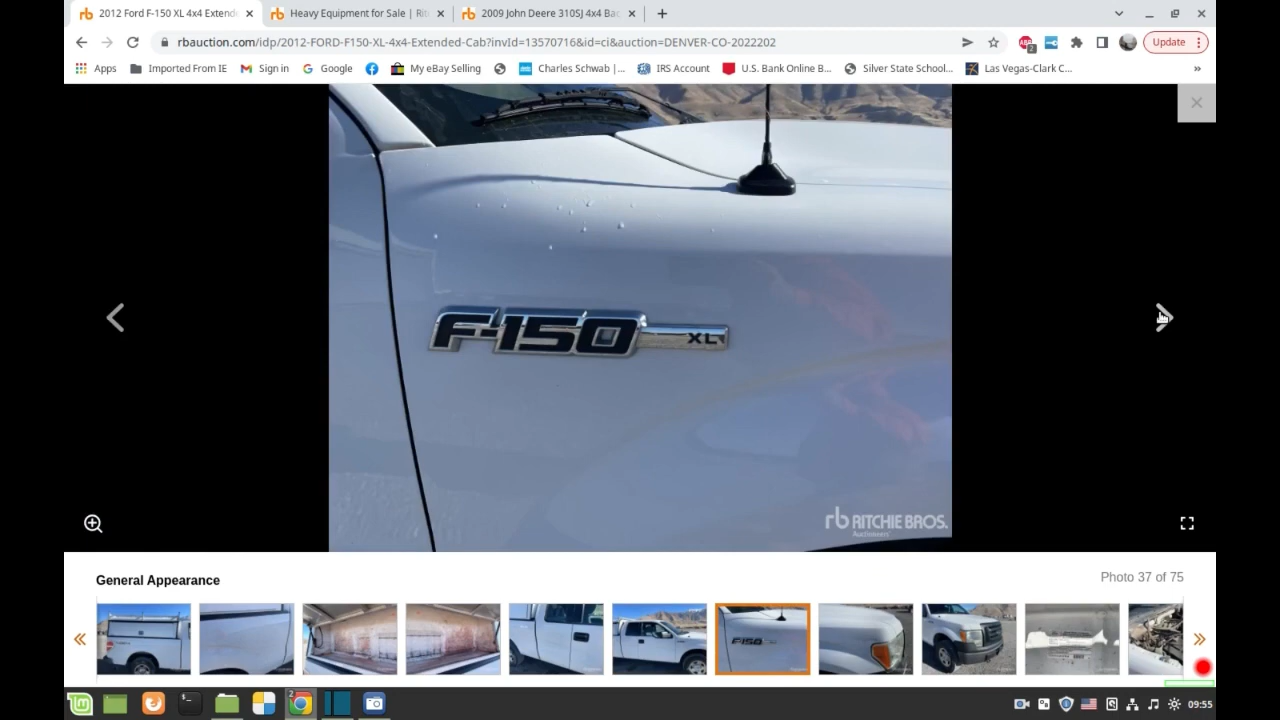 2012 Ford F-150 XL 4x4 Extende
Heavy Equipment for Sale | Rit
2009 John Deere 310SJ 4x4 Bac
rbauction.com/idp/2012-FORD-F150-XL-4x4-Extended-Cab?invId=13570716&id=ci&auction=DENVER-CO-2022202
Update
Apps
Imported From IE
Sign in
Google
My eBay Selling
Charles Schwab |...
IRS Account
U.S. Bank Online B...
Silver State School...
Las Vegas-Clark C...
»
F-150 XL
rb RITCHIE BROS.
Auctioneers
General Appearance
Photo 37 of 75
2
09:55